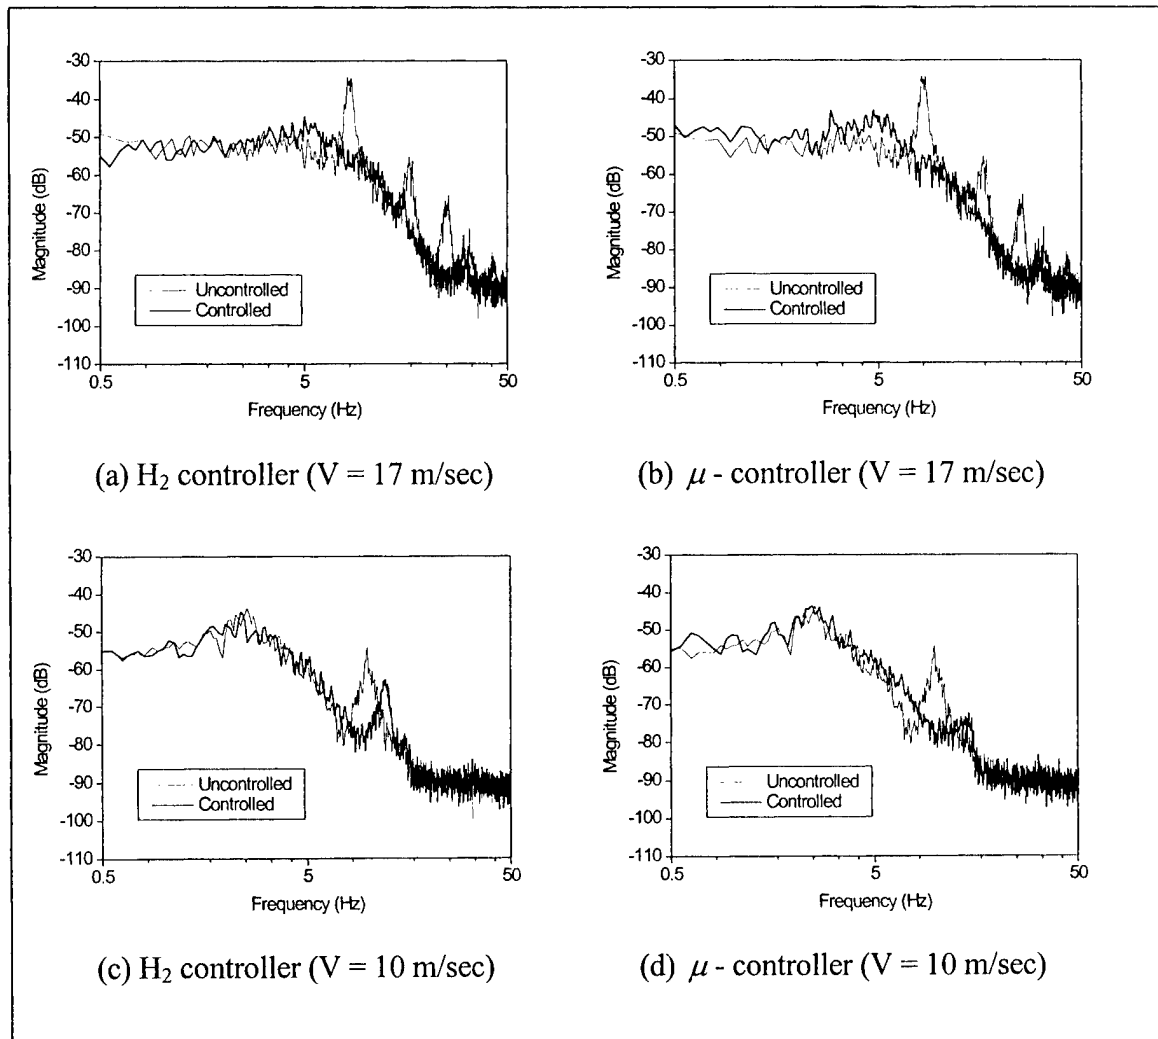 -30
-40
-50
-60
-70
-80
-90
-100
-110
Magnitude (dB)
Uncontrolled
Controlled
0.5 5 50
Frequency (Hz)
(a) H₂ controller (V = 17 m/sec)
-30
-40
-50
-60
-70
-80
-90
-100
-110
Magnitude (dB)
Uncontrolled
Controlled
0.5 5 50
Frequency (Hz)
(b) μ - controller (V = 17 m/sec)
-30
-40
-50
-60
-70
-80
-90
-100
-110
Magnitude (dB)
Uncontrolled
Controlled
0.5 5 50
Frequency (Hz)
(c) H₂ controller (V = 10 m/sec)
-30
-40
-50
-60
-70
-80
-90
-100
-110
Magnitude (dB)
Uncontrolled
Controlled
0.5 5 50
Frequency (Hz)
(d) μ - controller (V = 10 m/sec)